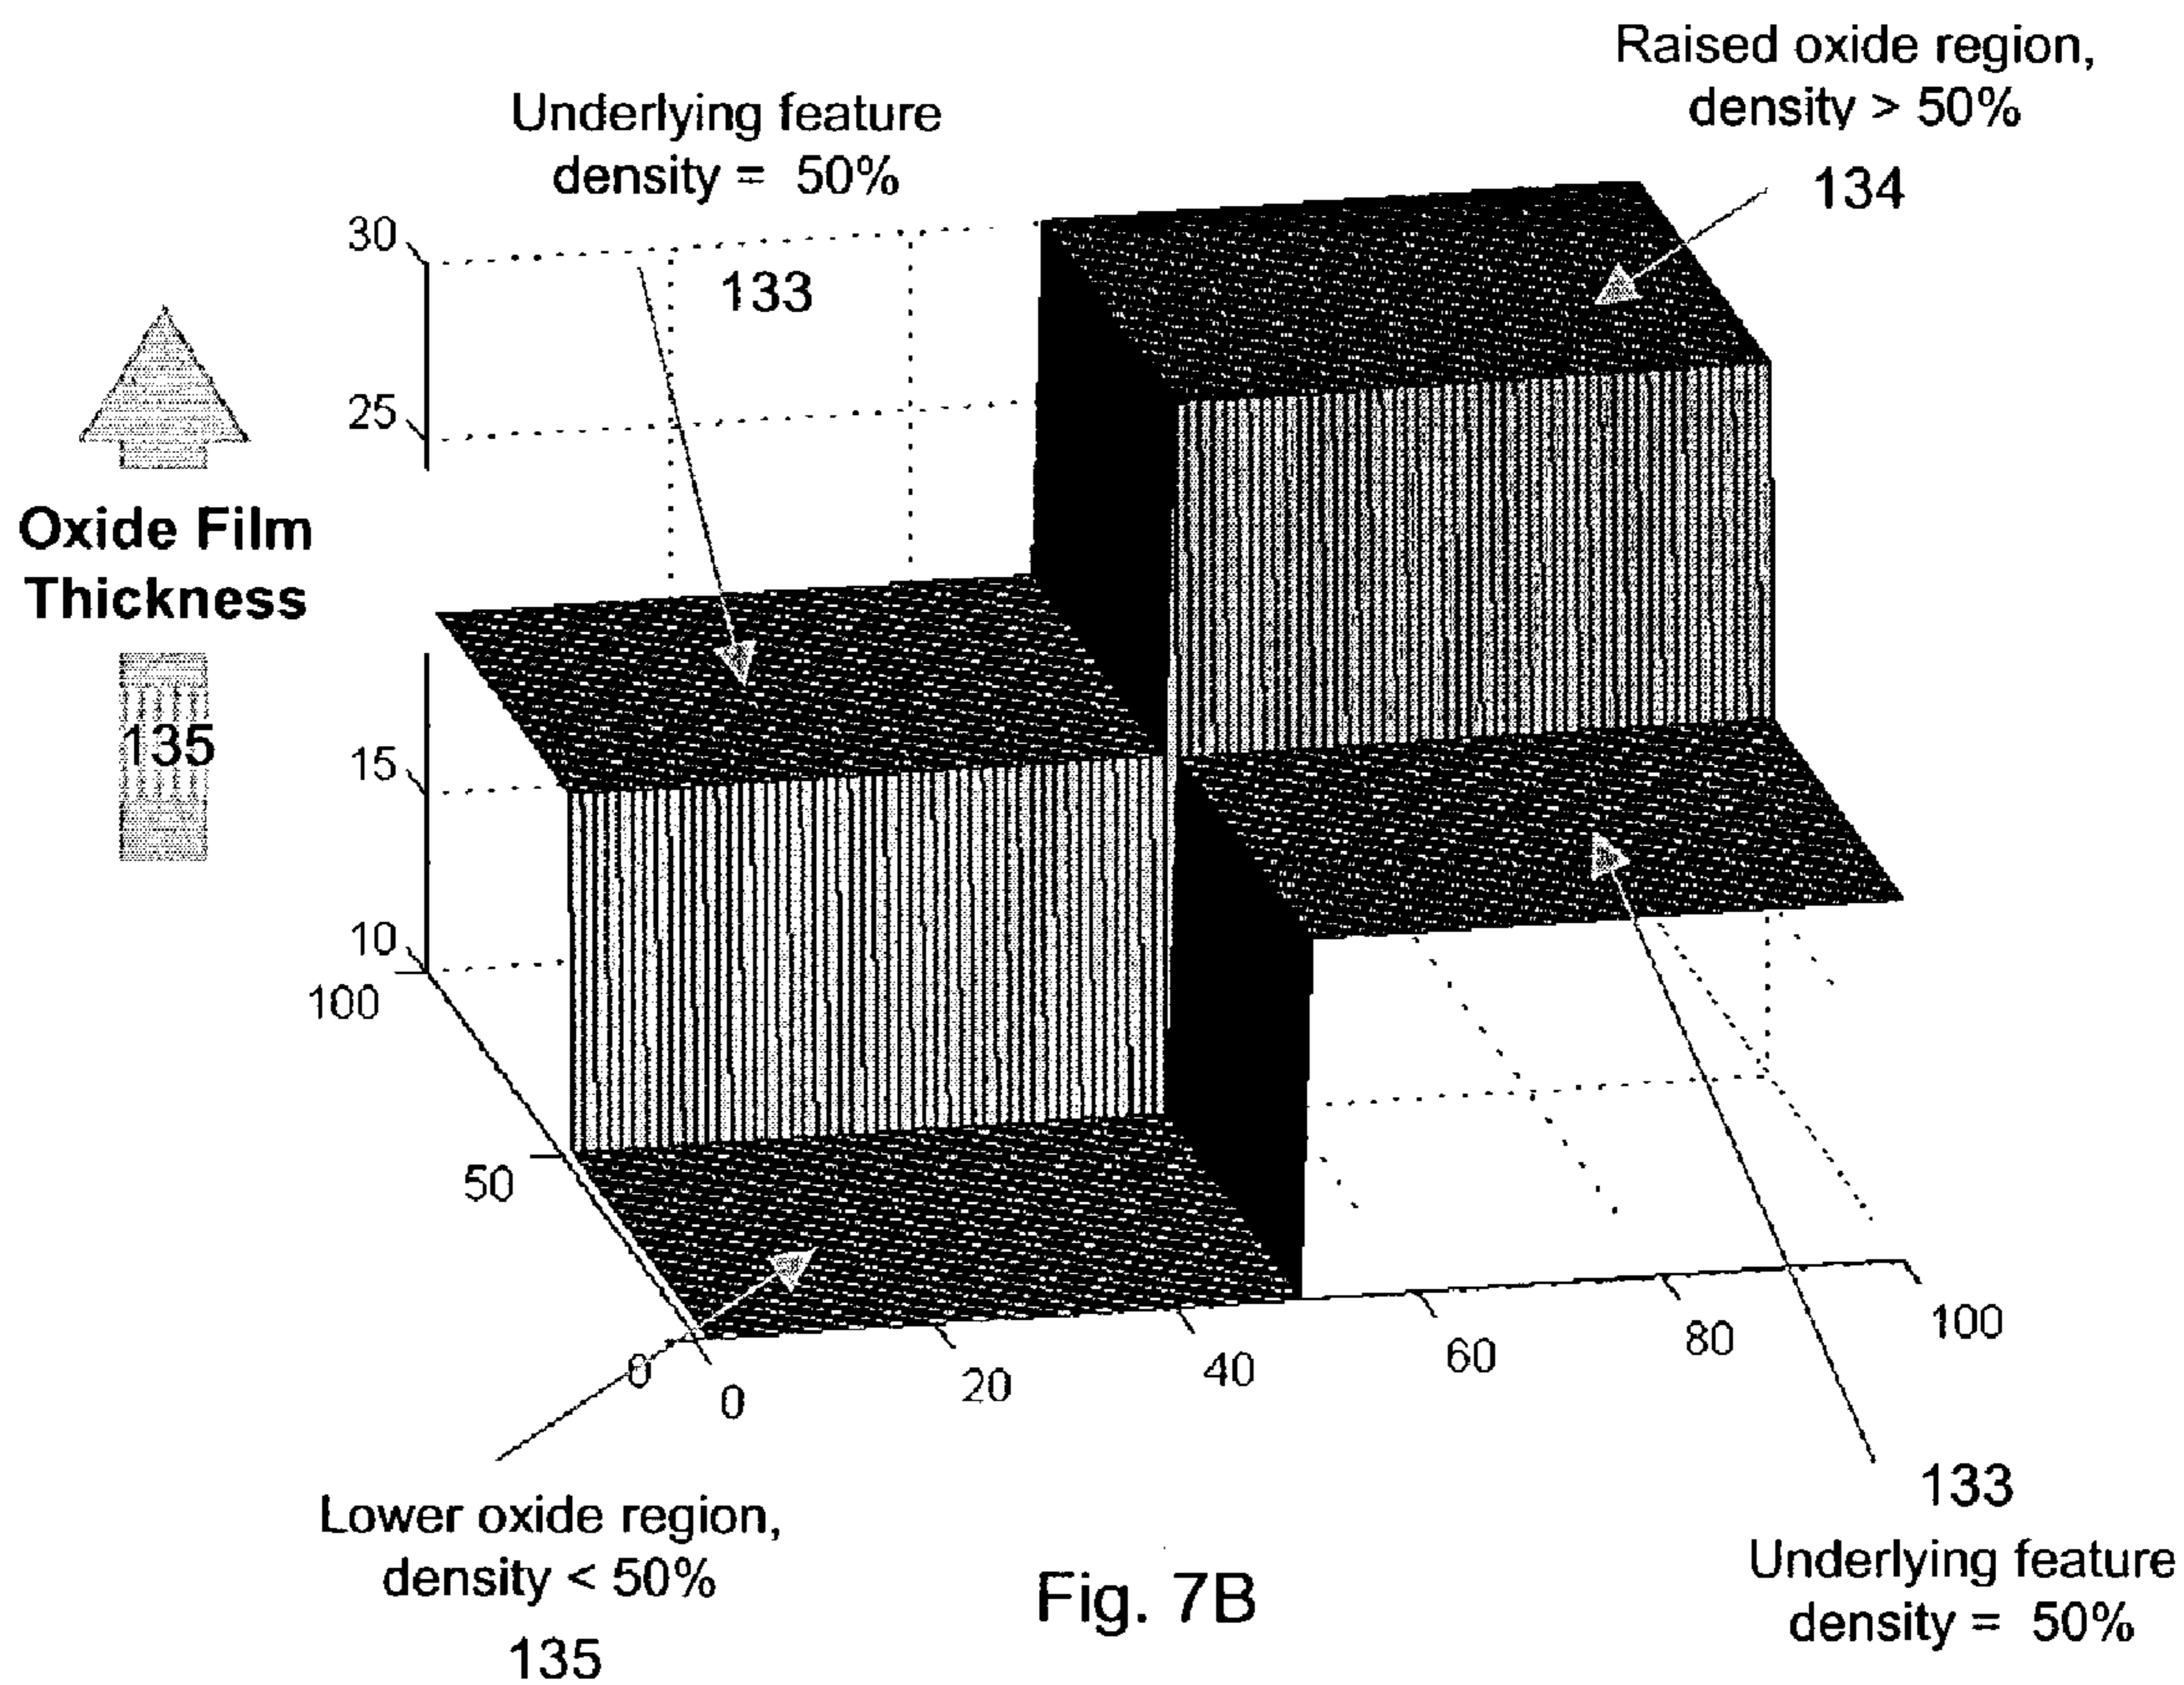 Raised oxide region,
density > 50%
134
Underlying feature
density = 50%
133
30
25
15
10
Oxide Film
Thickness
135
100
50
0
0
20
40
60
80
100
Lower oxide region,
density < 50%
135
133
Underlying feature
density = 50%
Fig. 7B